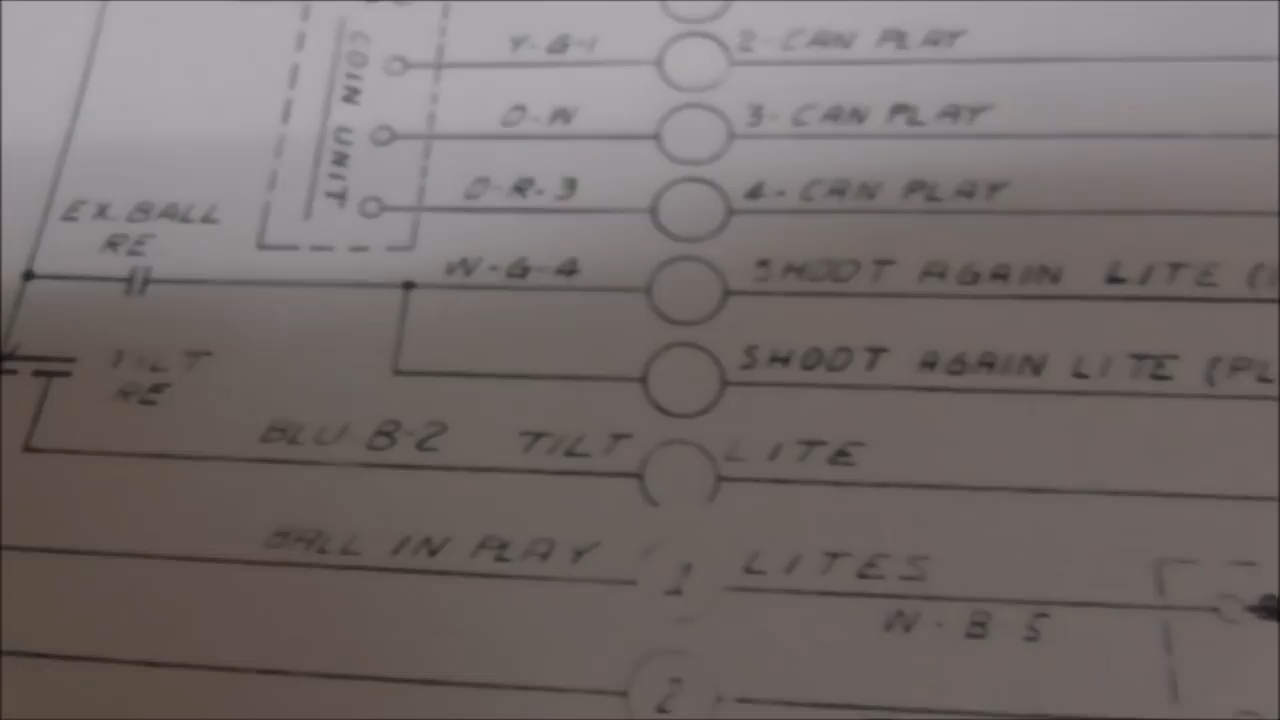 Y-G-1 2-CAN PLAY
COIN UNIT
O-W 3-CAN PLAY
O-R-3 4-CAN PLAY
EX. BALL
RE
W-G-4 SHOOT AGAIN LITE (
SHOOT AGAIN LITE (PL
TILT
RE
BLU-B-2 TILT LITE
BALL IN PLAY 1 LITES
W-B-5
2